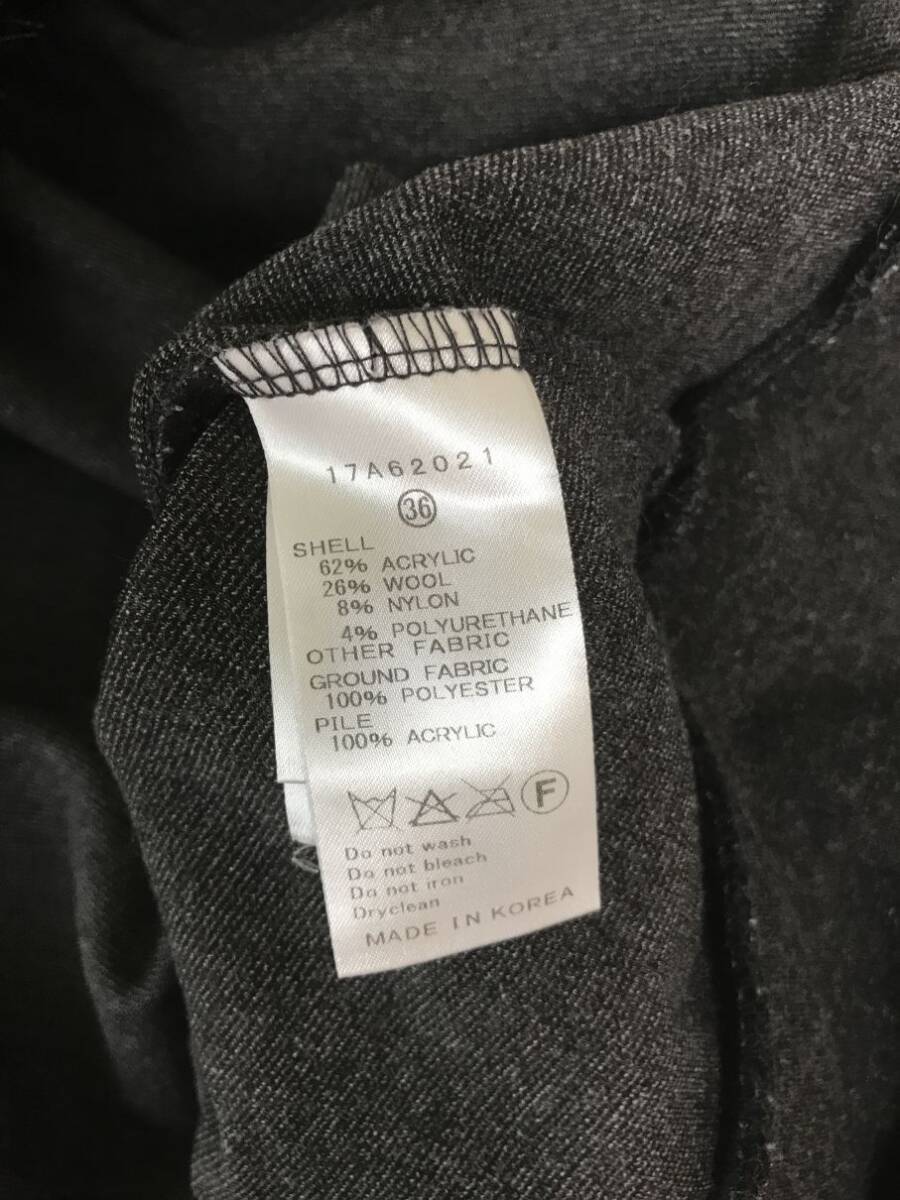 17A62021
36
SHELL
62% ACRYLIC
26% WOOL
8% NYLON
4% POLYURETHANE
OTHER FABRIC
GROUND FABRIC
100% POLYESTER
PILE
100% ACRYLIC
F
Do not wash
Do not bleach
Do not iron
Dryclean
MADE IN KOREA